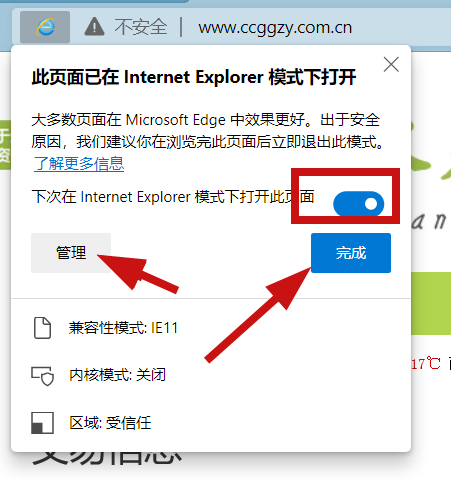 不安全 | www.ccggzy.com.cn
此页面已在 Internet Explorer 模式下打开
大多数页面在 Microsoft Edge 中效果更好。出于安全
原因，我们建议你在浏览完此页面后立即退出此模式。
了解更多信息
下次在 Internet Explorer 模式下打开此页面
管理 完成
兼容性模式: IE11
17℃
内核模式: 关闭
区域: 受信任
交易信息